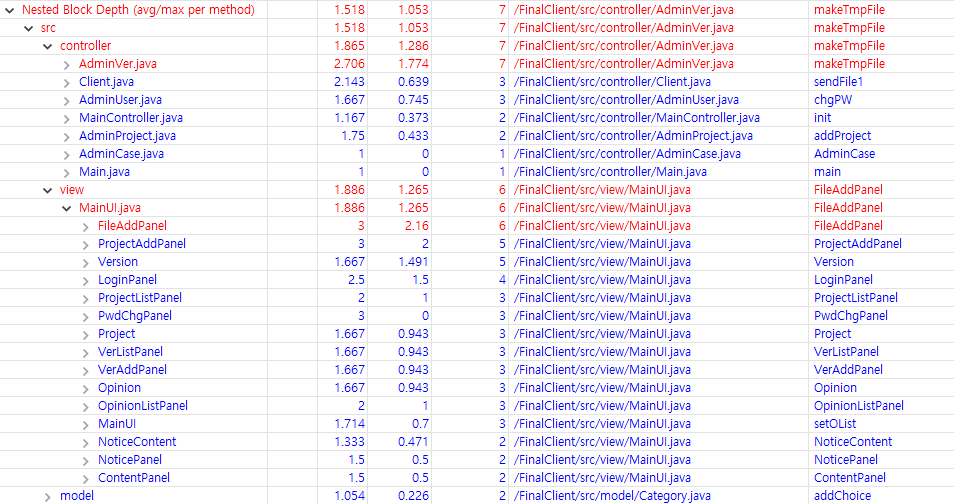 Nested Block Depth (avg/max per method) 1.518 1.053 7 /FinalClient/src/controller/AdminVer.java makeTmpFile
src 1.518 1.053 7 /FinalClient/src/controller/AdminVer.java makeTmpFile
controller 1.865 1.286 7 /FinalClient/src/controller/AdminVer.java makeTmpFile
AdminVer.java 2.706 1.774 7 /FinalClient/src/controller/AdminVer.java makeTmpFile
Client.java 2.143 0.639 3 /FinalClient/src/controller/Client.java sendFile1
AdminUser.java 1.667 0.745 3 /FinalClient/src/controller/AdminUser.java chgPW
MainController.java 1.167 0.373 2 /FinalClient/src/controller/MainController.java init
AdminProject.java 1.75 0.433 2 /FinalClient/src/controller/AdminProject.java addProject
AdminCase.java 1 0 1 /FinalClient/src/controller/AdminCase.java AdminCase
Main.java 1 0 1 /FinalClient/src/controller/Main.java main
view 1.886 1.265 6 /FinalClient/src/view/MainUI.java FileAddPanel
MainUI.java 1.886 1.265 6 /FinalClient/src/view/MainUI.java FileAddPanel
FileAddPanel 3 2.16 6 /FinalClient/src/view/MainUI.java FileAddPanel
ProjectAddPanel 3 2 5 /FinalClient/src/view/MainUI.java ProjectAddPanel
Version 1.667 1.491 5 /FinalClient/src/view/MainUI.java Version
LoginPanel 2.5 1.5 4 /FinalClient/src/view/MainUI.java LoginPanel
ProjectListPanel 2 1 3 /FinalClient/src/view/MainUI.java ProjectListPanel
PwdChgPanel 3 0 3 /FinalClient/src/view/MainUI.java PwdChgPanel
Project 1.667 0.943 3 /FinalClient/src/view/MainUI.java Project
VerListPanel 1.667 0.943 3 /FinalClient/src/view/MainUI.java VerListPanel
VerAddPanel 1.667 0.943 3 /FinalClient/src/view/MainUI.java VerAddPanel
Opinion 1.667 0.943 3 /FinalClient/src/view/MainUI.java Opinion
OpinionListPanel 2 1 3 /FinalClient/src/view/MainUI.java OpinionListPanel
MainUI 1.714 0.7 3 /FinalClient/src/view/MainUI.java setOList
NoticeContent 1.333 0.471 2 /FinalClient/src/view/MainUI.java NoticeContent
NoticePanel 1.5 0.5 2 /FinalClient/src/view/MainUI.java NoticePanel
ContentPanel 1.5 0.5 2 /FinalClient/src/view/MainUI.java ContentPanel
model 1.054 0.226 2 /FinalClient/src/model/Category.java addChoice